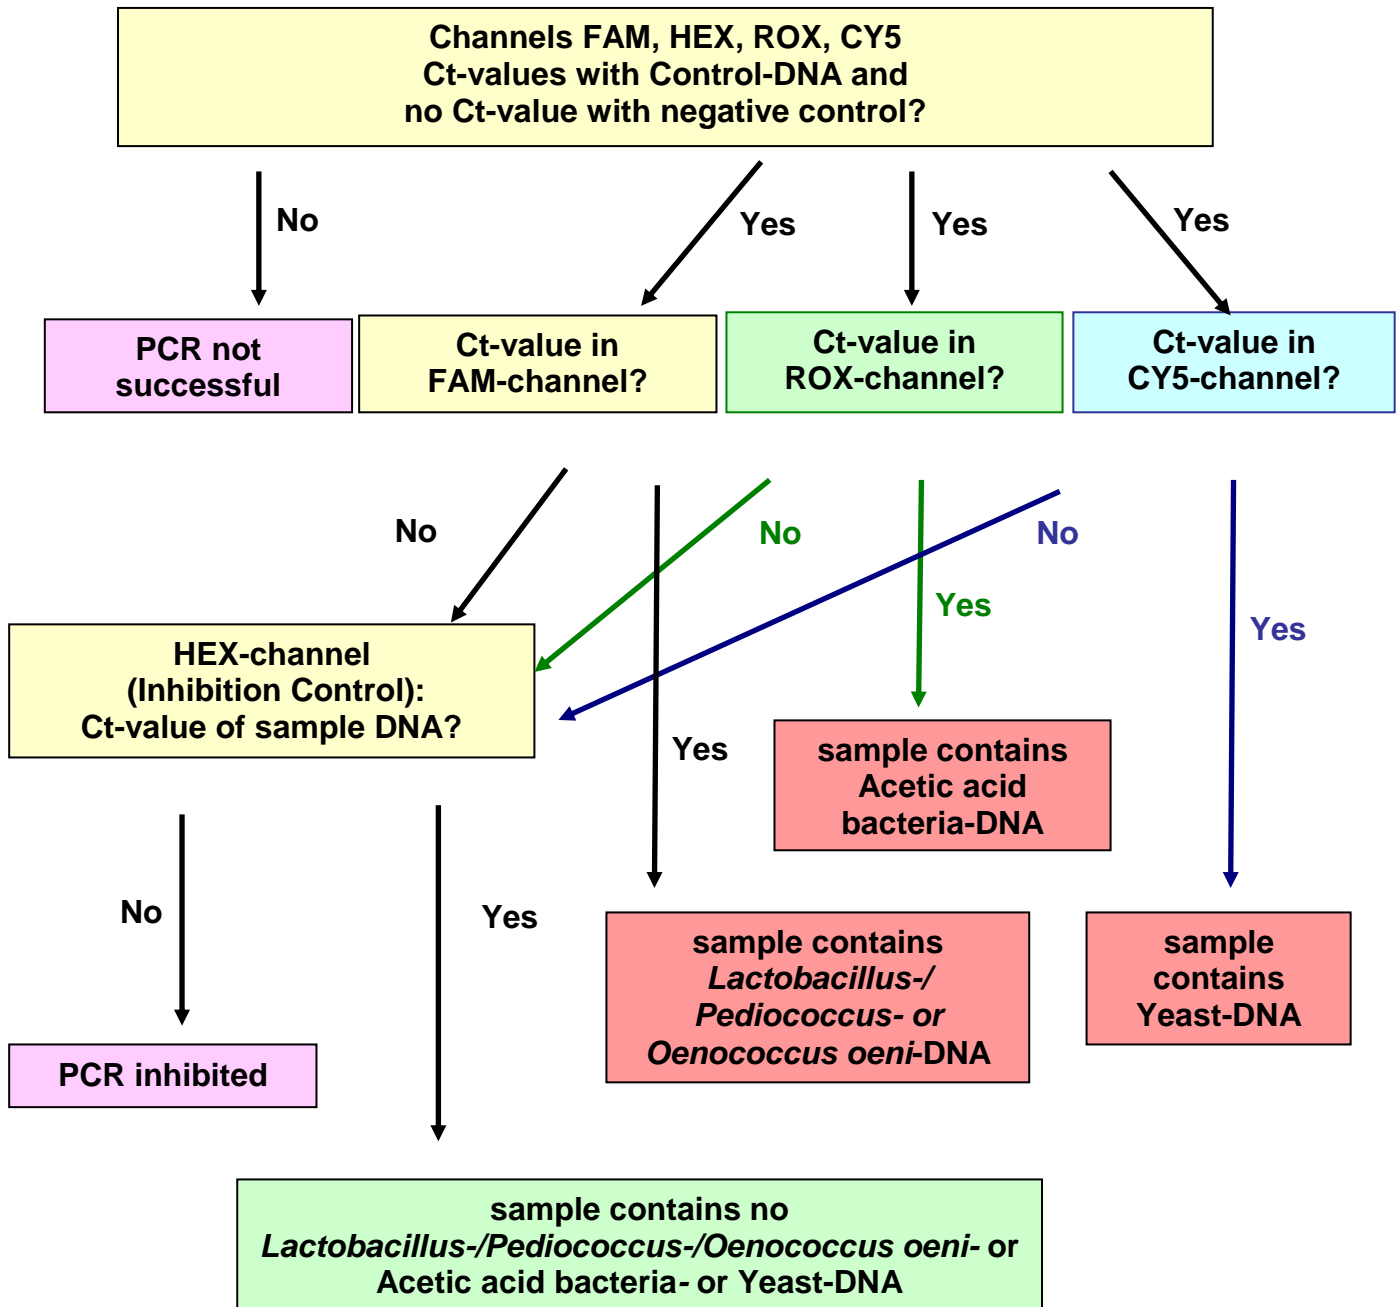 Channels FAM, HEX, ROX, CY5
Ct-values with Control-DNA and
no Ct-value with negative control?
No
Yes
Yes
Yes
PCR not
successful
Ct-value in
FAM-channel?
Ct-value in
ROX-channel?
Ct-value in
CY5-channel?
No
No
No
Yes
Yes
HEX-channel
(Inhibition Control):
Ct-value of sample DNA?
Yes
sample contains
Acetic acid
bacteria-DNA
No
Yes
sample contains
Lactobacillus-/
Pediococcus- or
Oenococcus oeni-DNA
sample
contains
Yeast-DNA
PCR inhibited
sample contains no
Lactobacillus-/Pediococcus-/Oenococcus oeni- or
Acetic acid bacteria- or Yeast-DNA